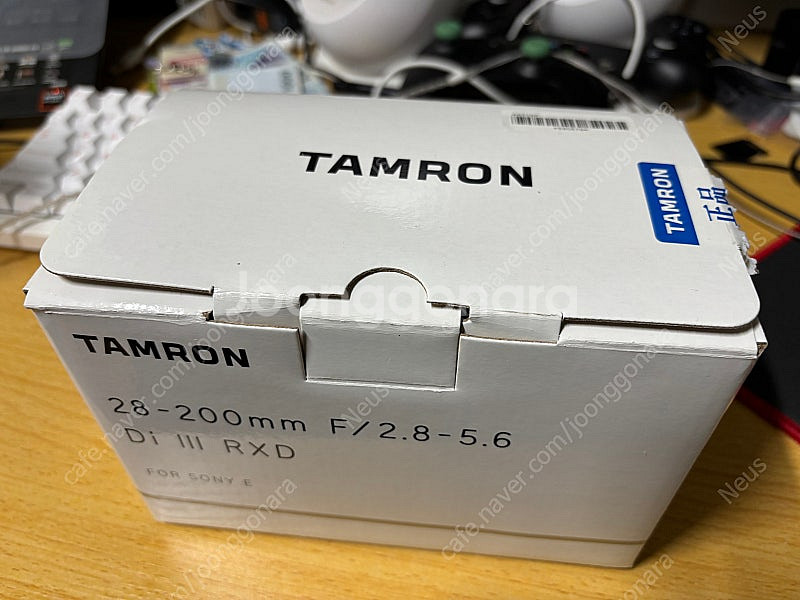 TAMRON
TAMRON
正品
TAMRON
28-200mm F/2.8-5.6
Di III RXD
FOR SONY E
Joonggonara
cafe.naver.com/joonggonara
Neus